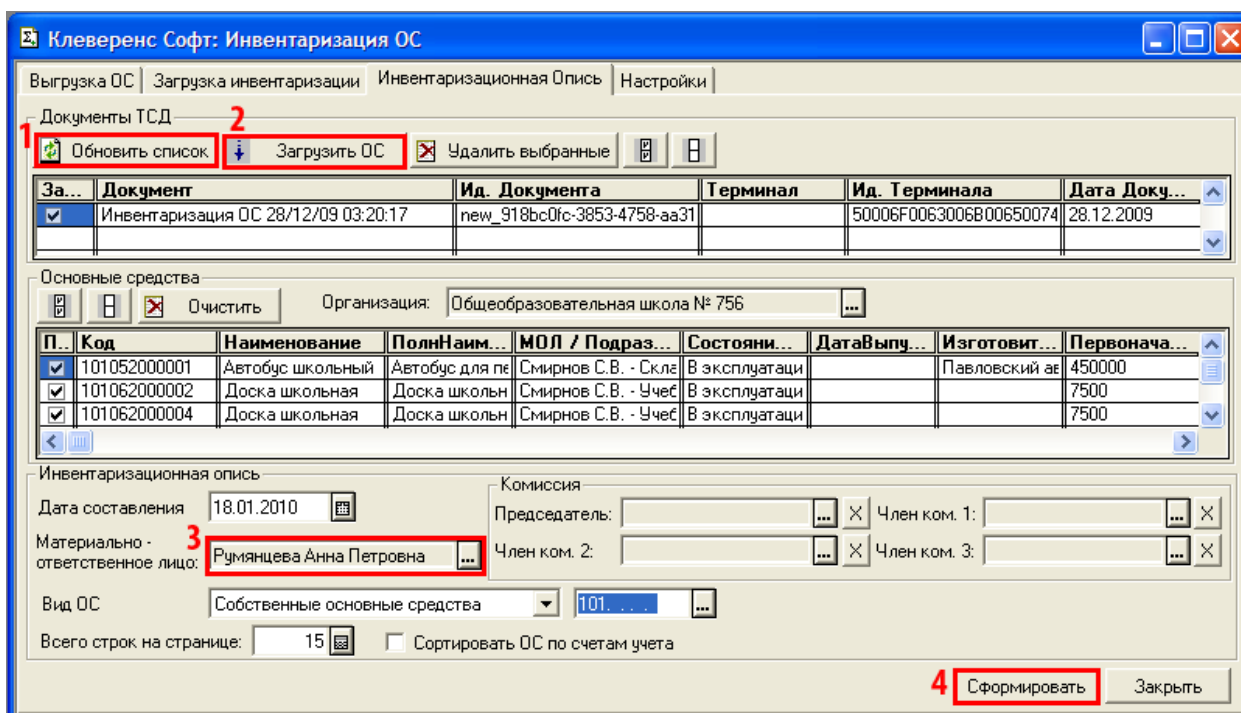 Клеверенс Софт: Инвентаризация ОС
Выгрузка ОС Загрузка инвентаризации Инвентаризационная Опись Настройки
Документы ТСД
1 2
Обновить список Загрузить ОС Удалить выбранные
За... Документ Ид. Документа Терминал Ид. Терминала Дата Доку...
Инвентаризация ОС 28/12/09 03:20:17 new_918bc0fc-3853-4758-aa31 50006F0063006B00650074 28.12.2009
Основные средства
Очистить Организация: Общеобразовательная школа № 756 ...
П.. Код Наименование ПолнНаим... МОЛ / Подраз... Состояни... ДатаВыпу... Изготовит... Первонача...
101052000001 Автобус школьный Автобус для пе Смирнов С.В. - Скла В эксплуатаци Павловский ав 450000
101062000002 Доска школьная Доска школьн Смирнов С.В. - Учеб В эксплуатаци 7500
101062000004 Доска школьная Доска школьн Смирнов С.В. - Учеб В эксплуатаци 7500
Инвентаризационная опись
Дата составления 18.01.2010
Комиссия
Председатель: ... X Член ком. 1: ... X
Член ком. 2: ... X Член ком. 3: ... X
Материально -
ответственное лицо: 3 Румянцева Анна Петровна ...
Вид ОС Собственные основные средства 101. . . . ...
Всего строк на странице: 15 Сортировать ОС по счетам учета
4 Сформировать Закрыть